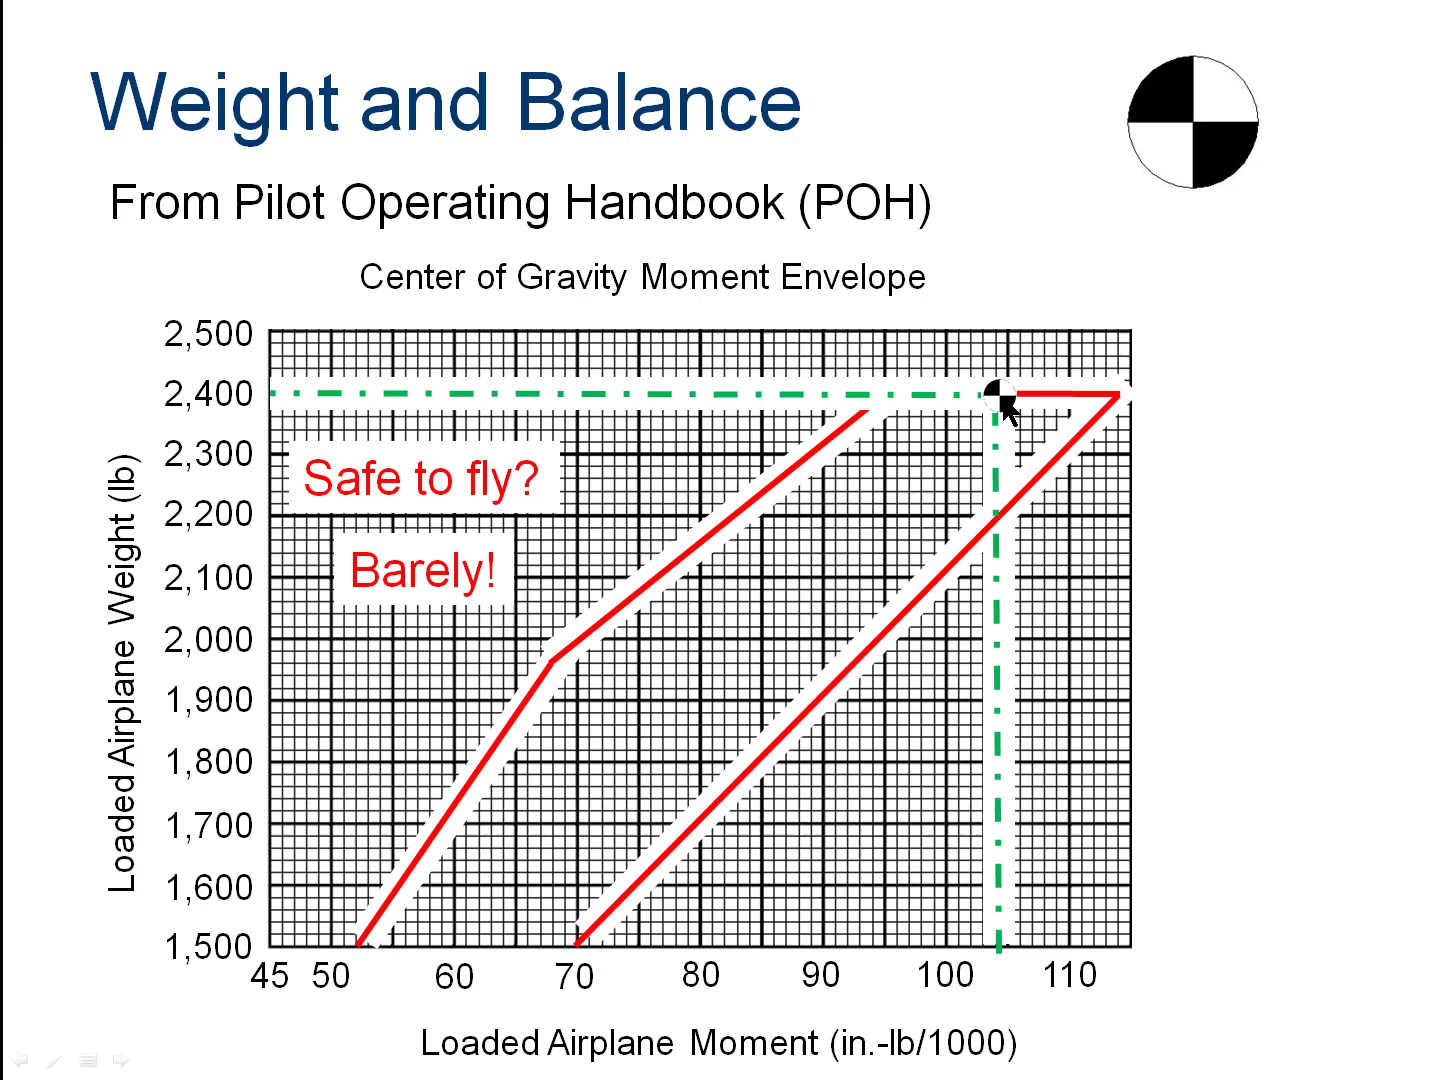 Weight and Balance
From Pilot Operating Handbook (POH)
Center of Gravity Moment Envelope
2,500
2,400
2,300
Safe to fly?
2,200
Barely!
2,100
2,000
1,900
1,800
1,700
1,600
1,500
Loaded Airplane Weight (lb)
45 50 60 70 80 90 100 110
Loaded Airplane Moment (in.-lb/1000)